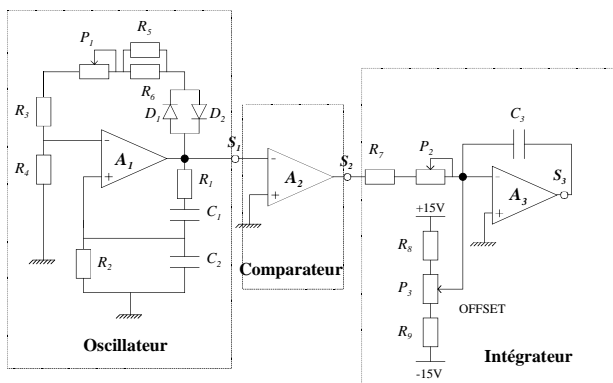 P1
R5
R6
D1
D2
R3
R4
-
A1
+
S1
R1
C1
R2
C2
Oscillateur
-
A2
+
S2
Comparateur
R7
P2
C3
-
A3
+
S3
+15V
R8
P3
OFFSET
R9
-15V
Intégrateur